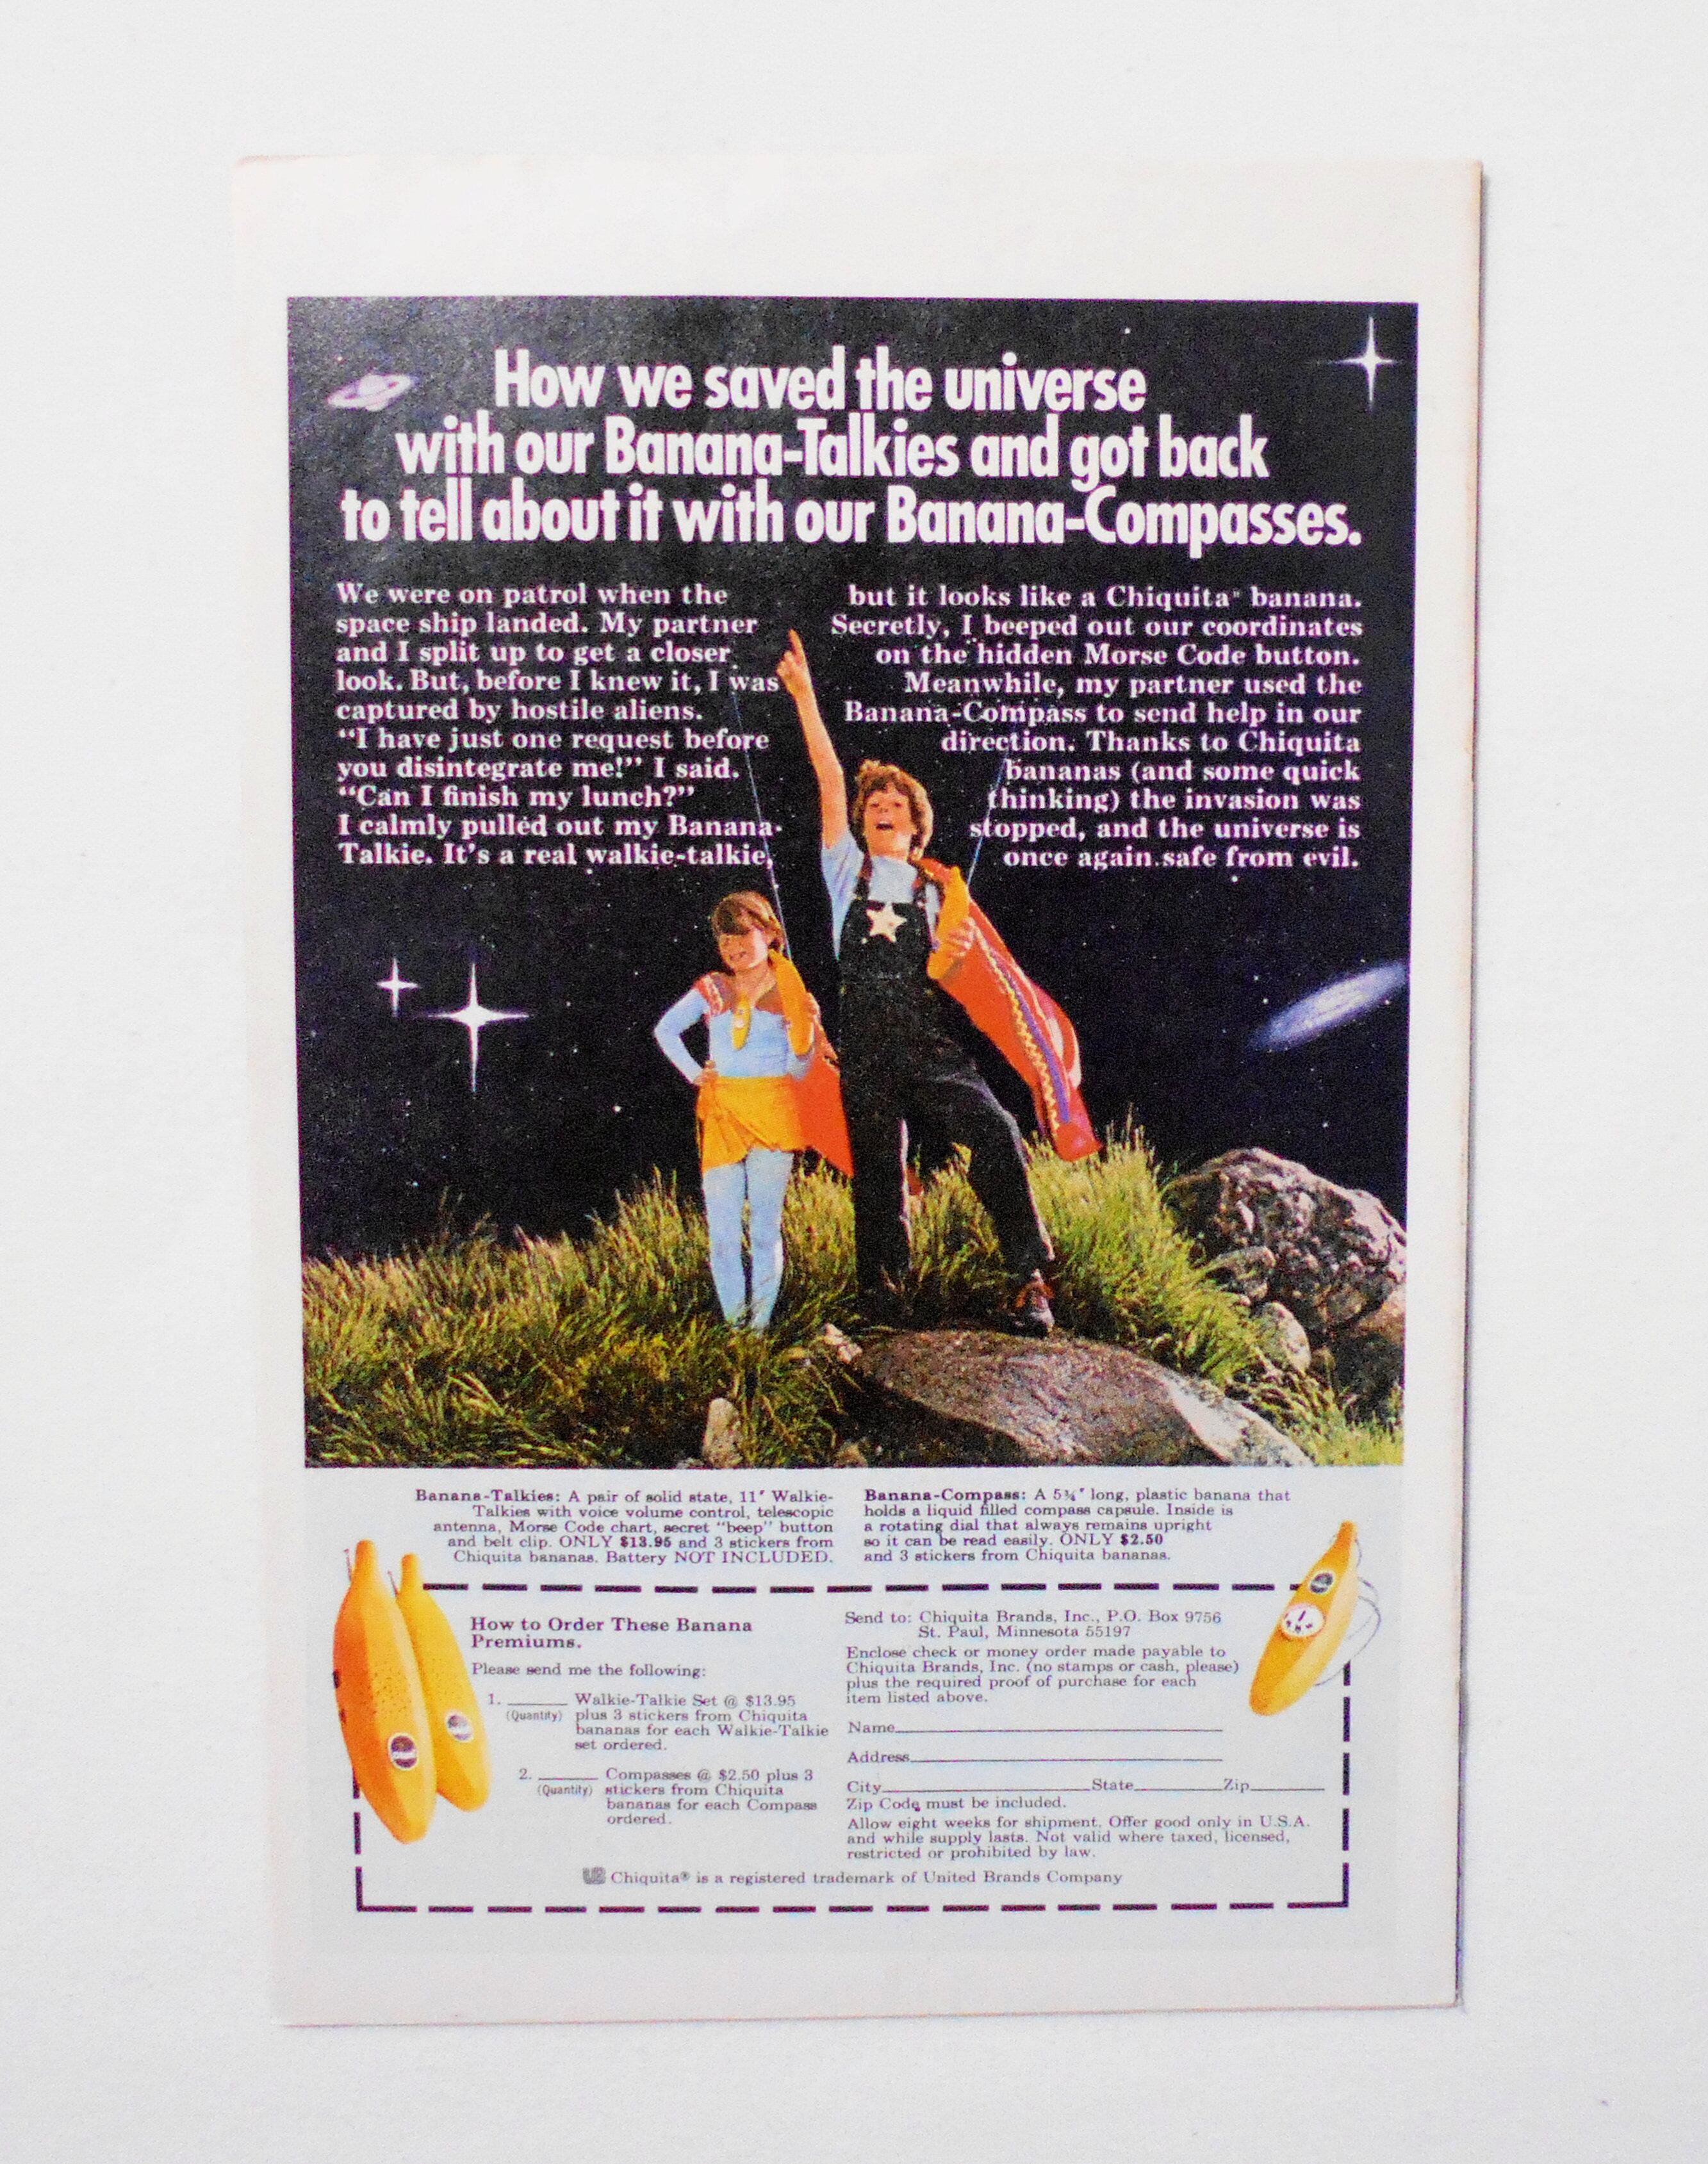 How we saved the universe
with our Banana-Talkies and got back
to tell about it with our Banana-Compasses.
We were on patrol when the
space ship landed. My partner
and I split up to get a closer
look. But, before I knew it, I was
captured by hostile aliens.
“I have just one request before
you disintegrate me!” I said.
“Can I finish my lunch?”
I calmly pulled out my Banana-
Talkie. It's a real walkie-talkie,
but it looks like a Chiquita® banana.
Secretly, I beeped out our coordinates
on the hidden Morse Code button.
Meanwhile, my partner used the
Banana-Compass to send help in our
direction. Thanks to Chiquita
bananas (and some quick
thinking) the invasion was
stopped, and the universe is
once again safe from evil.
Banana-Talkies: A pair of solid state, 11" Walkie-
Talkies with voice volume control, telescopic
antenna, Morse Code chart, secret "beep" button
and belt clip. ONLY $13.95 and 3 stickers from
Chiquita bananas. Battery NOT INCLUDED.
Banana-Compass: A 5¾" long, plastic banana that
holds a liquid filled compass capsule. Inside is
a rotating dial that always remains upright
so it can be read easily. ONLY $2.50
and 3 stickers from Chiquita bananas.
How to Order These Banana
Premiums.
Please send me the following:
1. ______ Walkie-Talkie Set @ $13.95
(Quantity) plus 3 stickers from Chiquita
bananas for each Walkie-Talkie
set ordered.
2. ______ Compasses @ $2.50 plus 3
(Quantity) stickers from Chiquita
bananas for each Compass
ordered.
Send to: Chiquita Brands, Inc., P.O. Box 9756
St. Paul, Minnesota 55197
Enclose check or money order made payable to
Chiquita Brands, Inc. (no stamps or cash, please)
plus the required proof of purchase for each
item listed above.
Name
Address
City State Zip
Zip Code must be included.
Allow eight weeks for shipment. Offer good only in U.S.A.
and while supply lasts. Not valid where taxed, licensed,
restricted or prohibited by law.
Chiquita® is a registered trademark of United Brands Company